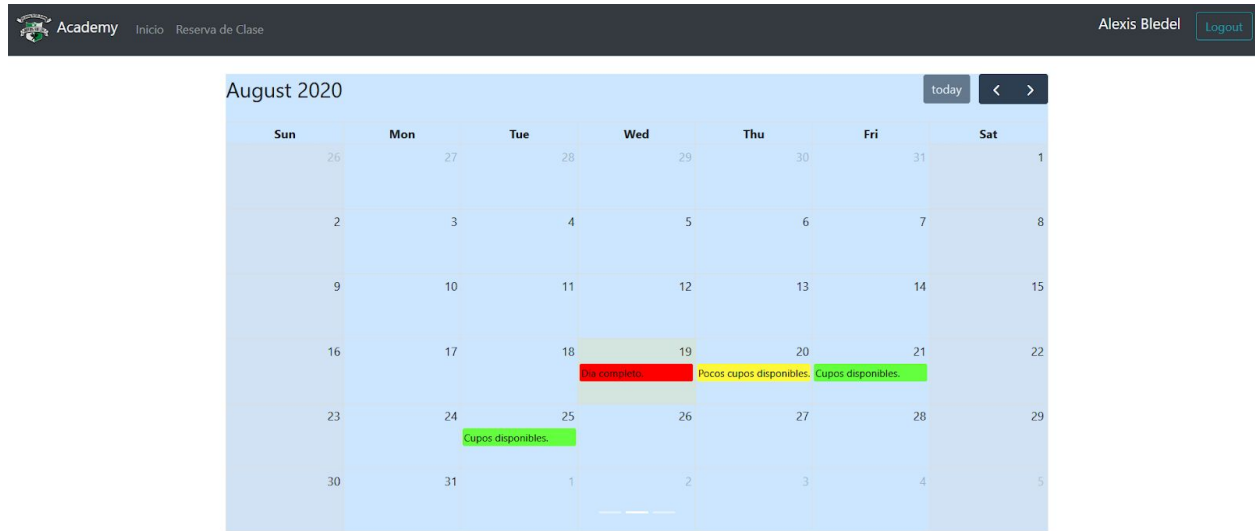 Academy Inicio Reserva de Clase Alexis Bledel Logout
August 2020 today
Sun Mon Tue Wed Thu Fri Sat
26 27 28 29 30 31 1
2 3 4 5 6 7 8
9 10 11 12 13 14 15
16 17 18 19 20 21 22
Dia completo. Pocos cupos disponibles. Cupos disponibles.
23 24 25 26 27 28 29
Cupos disponibles.
30 31 1 2 3 4 5